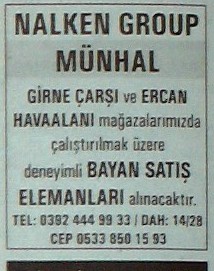 NALKEN GROUP
MÜNHAL
GİRNE ÇARŞI ve ERCAN
HAVAALANI mağazalarımızda
çalıştırılmak üzere
deneyimli BAYAN SATIŞ
ELEMANLARI alınacaktır.
TEL: 0392 444 99 33 / DAH: 14/28
CEP 0533 850 15 93